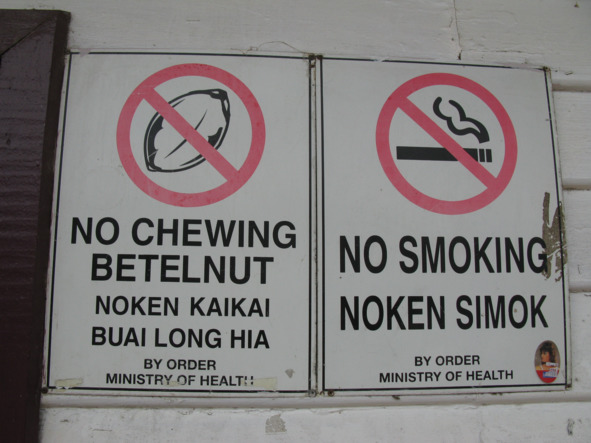 NO CHEWING
BETELNUT
NOKEN KAIKAI
BUAI LONG HIA
BY ORDER
MINISTRY OF HEALTH
NO SMOKING
NOKEN SIMOK
BY ORDER
MINISTRY OF HEALTH